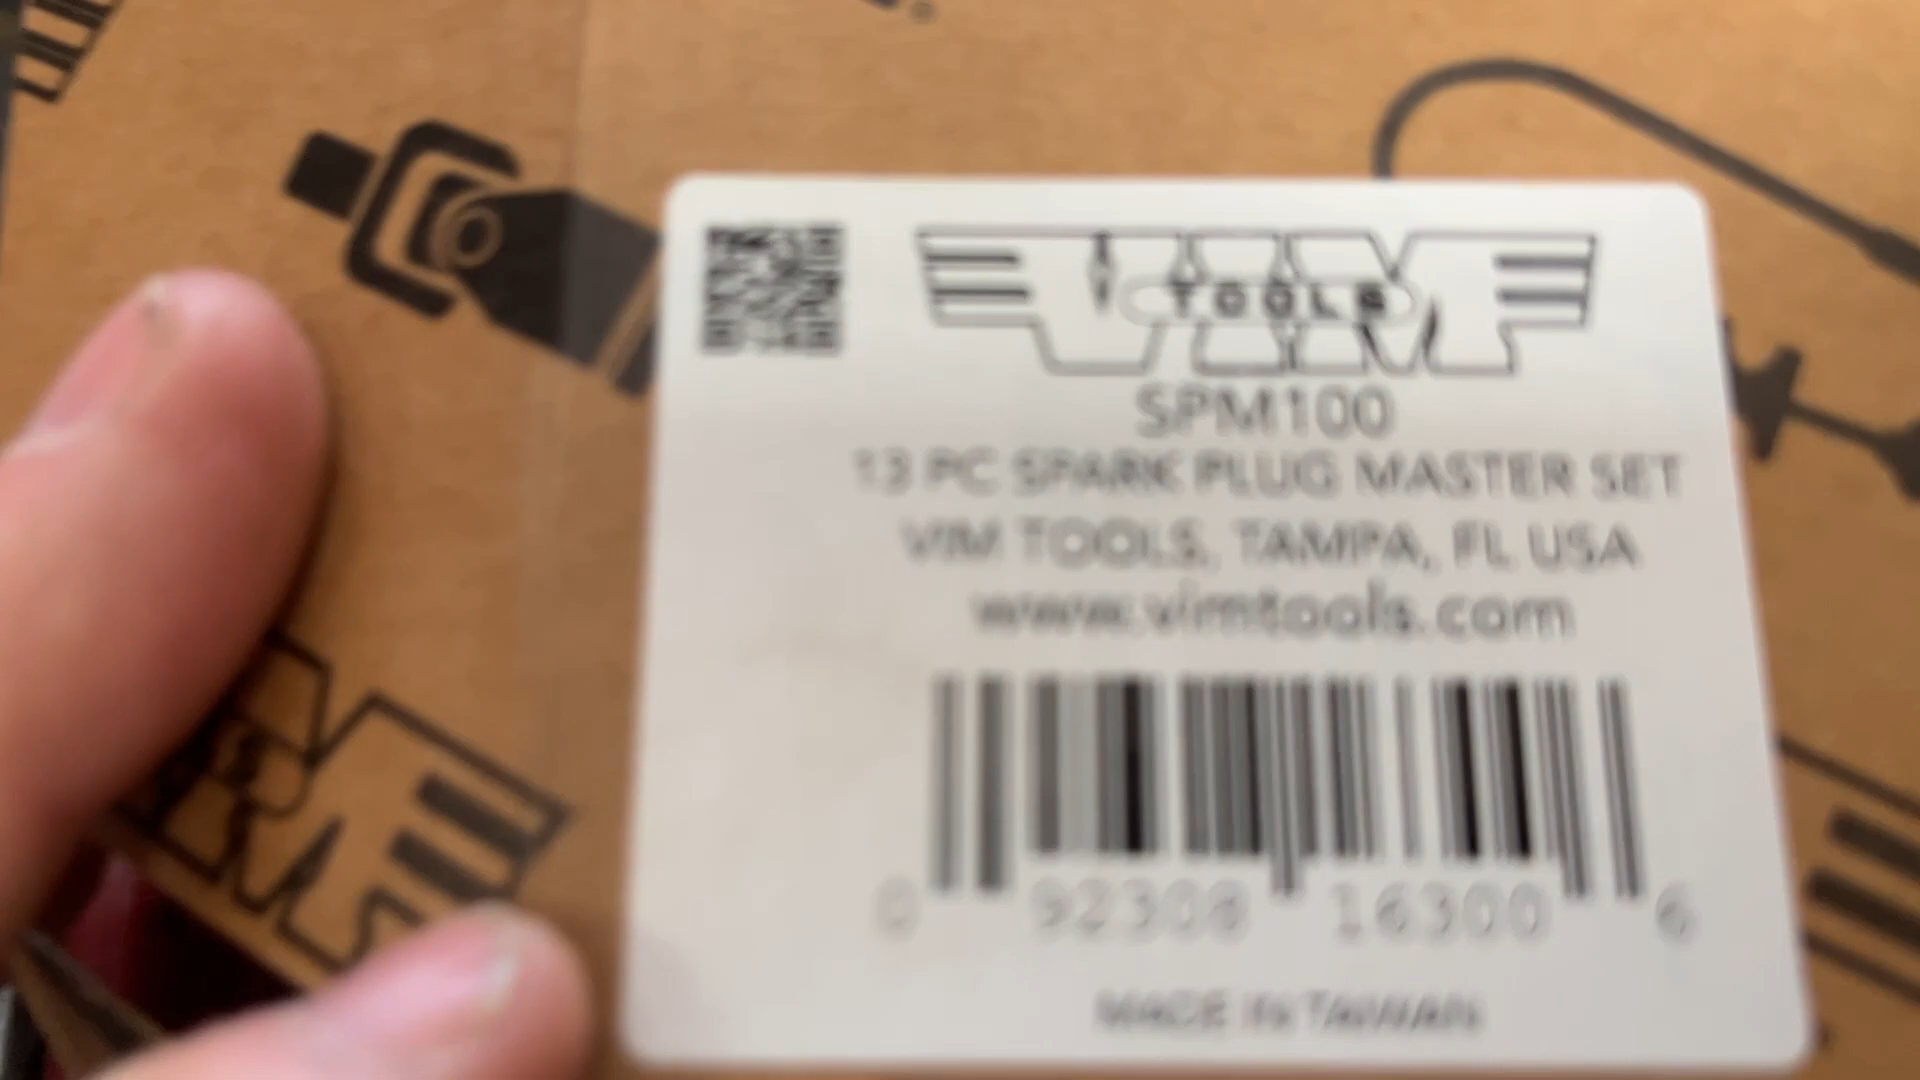 VIM
TOOLS
SPM100
13 PC SPARK PLUG MASTER SET
VIM TOOLS, TAMPA, FL USA
www.vimtools.com
0 92308 16300 6
MADE IN TAIWAN